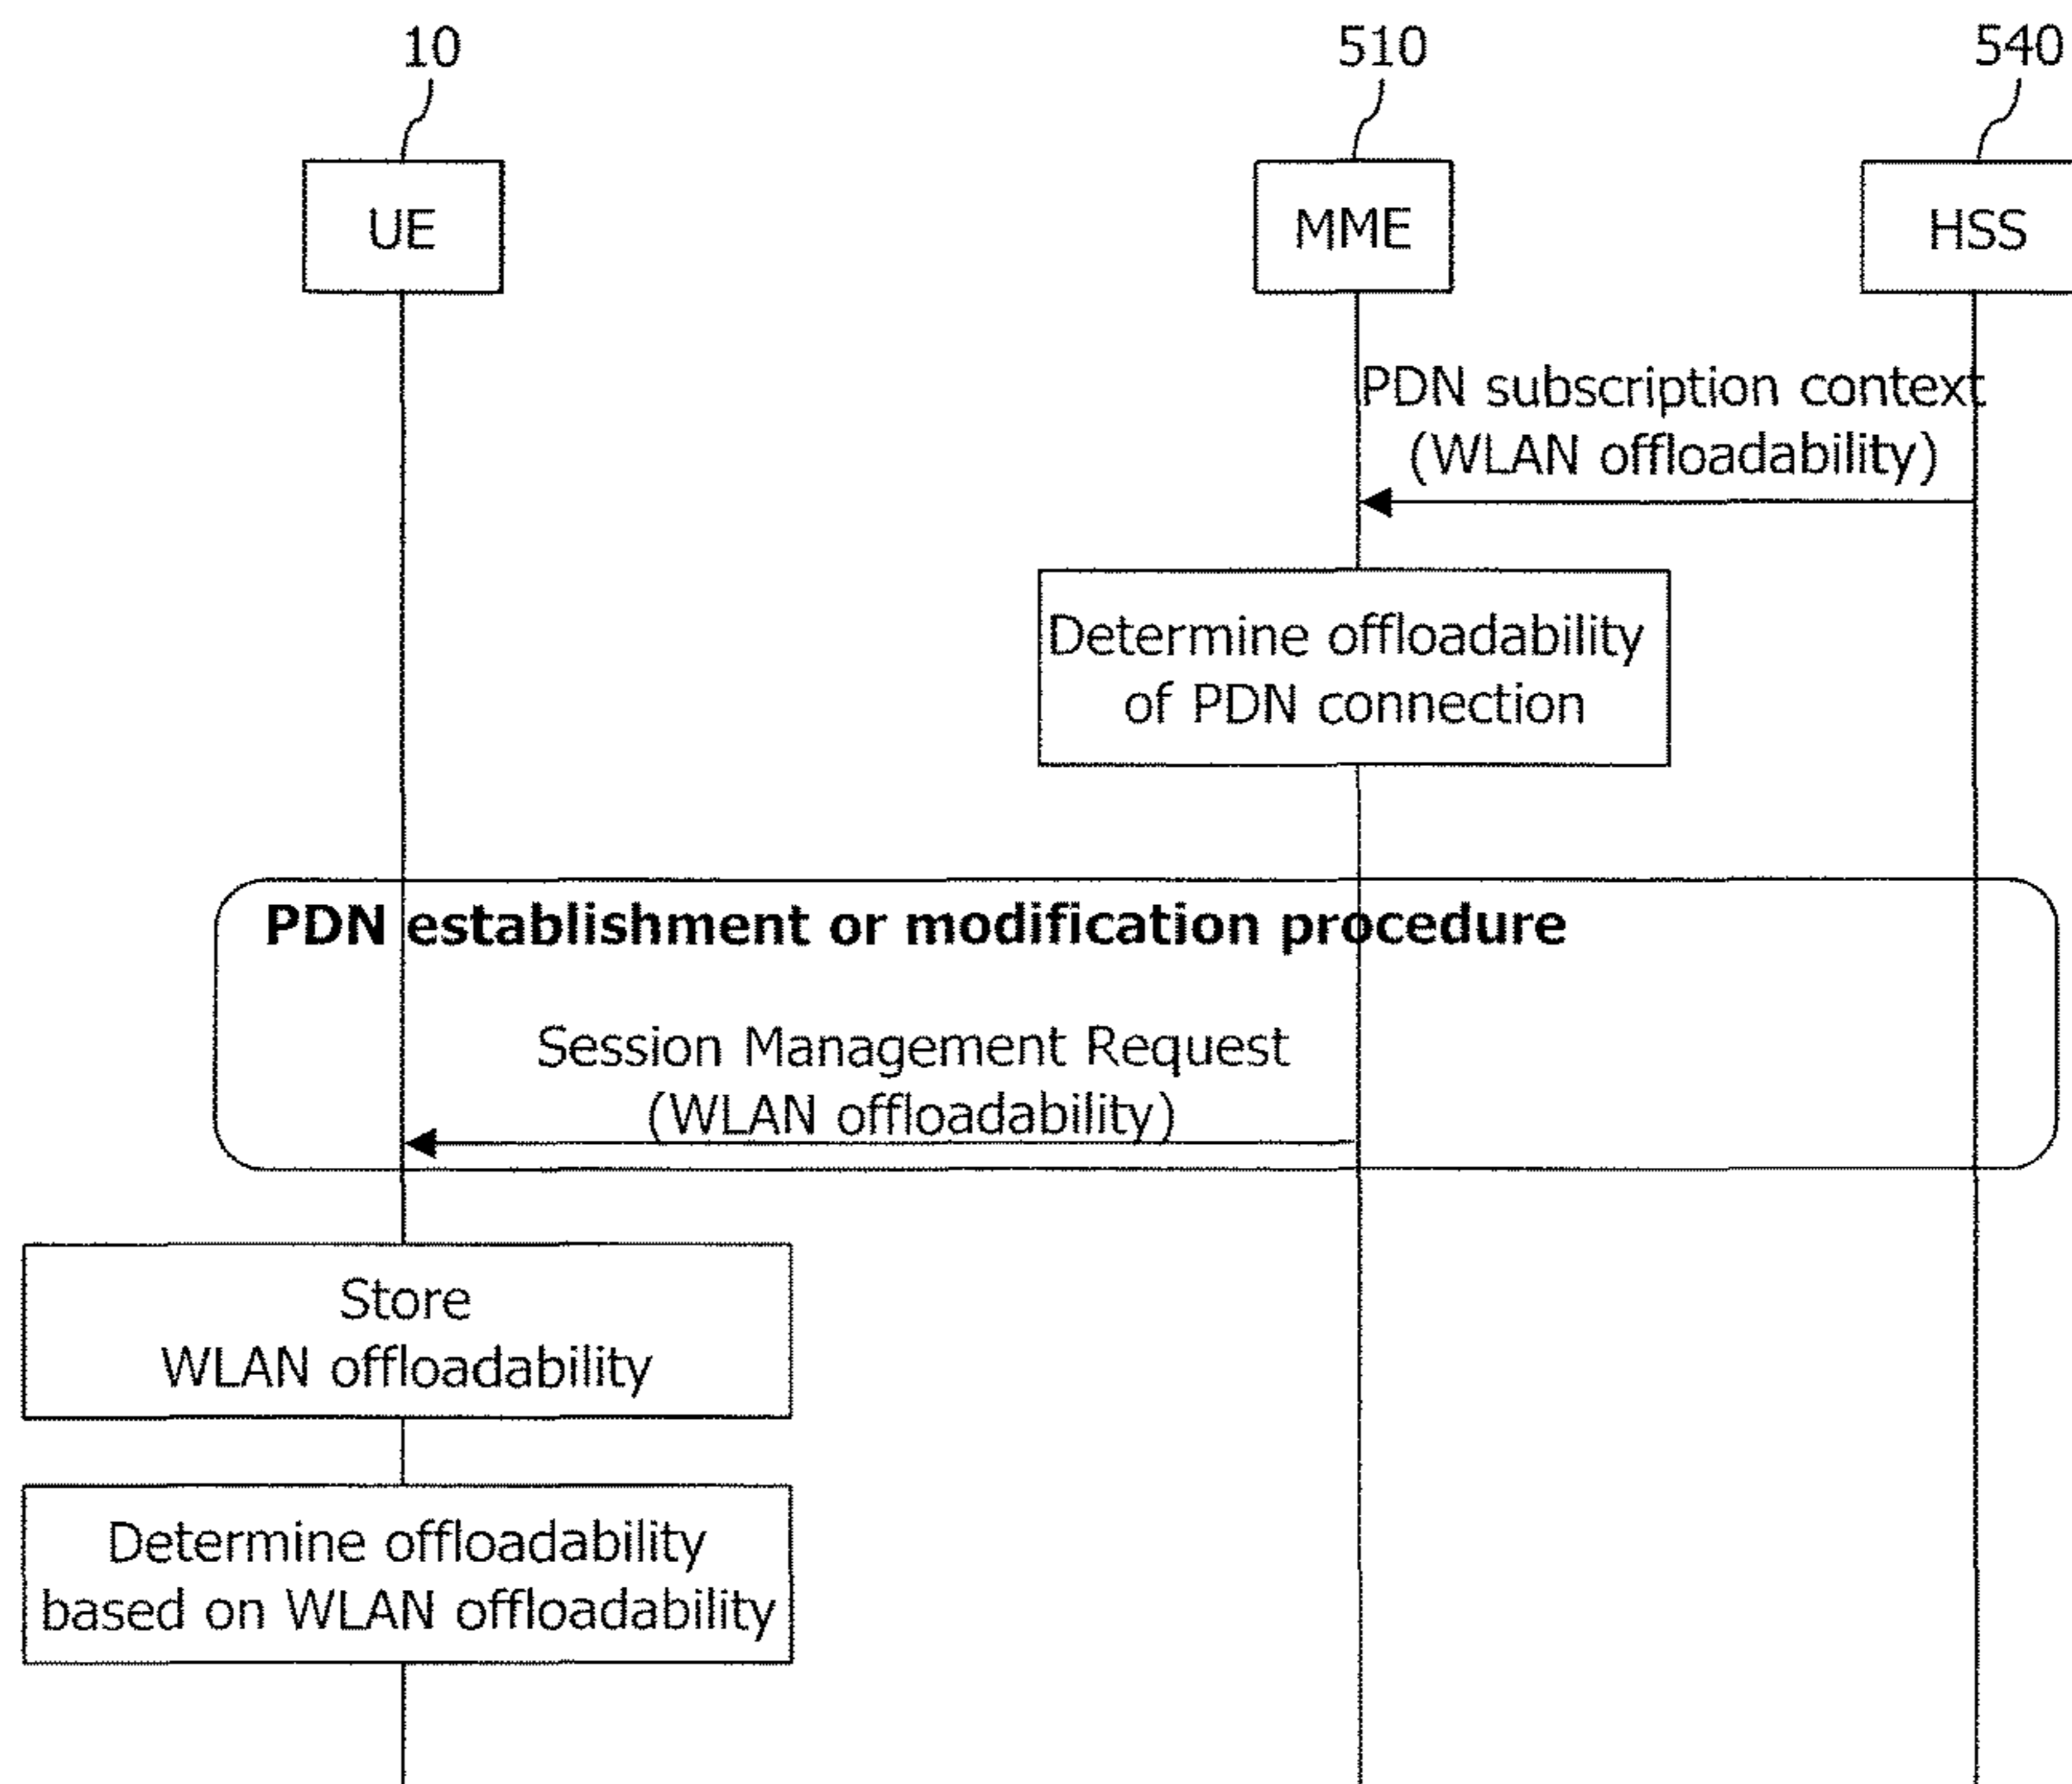 10
510
540
UE
MME
HSS
PDN subscription context
(WLAN offloadability)
Determine offloadability
of PDN connection
PDN establishment or modification procedure
Session Management Request
(WLAN offloadability)
Store
WLAN offloadability
Determine offloadability
based on WLAN offloadability